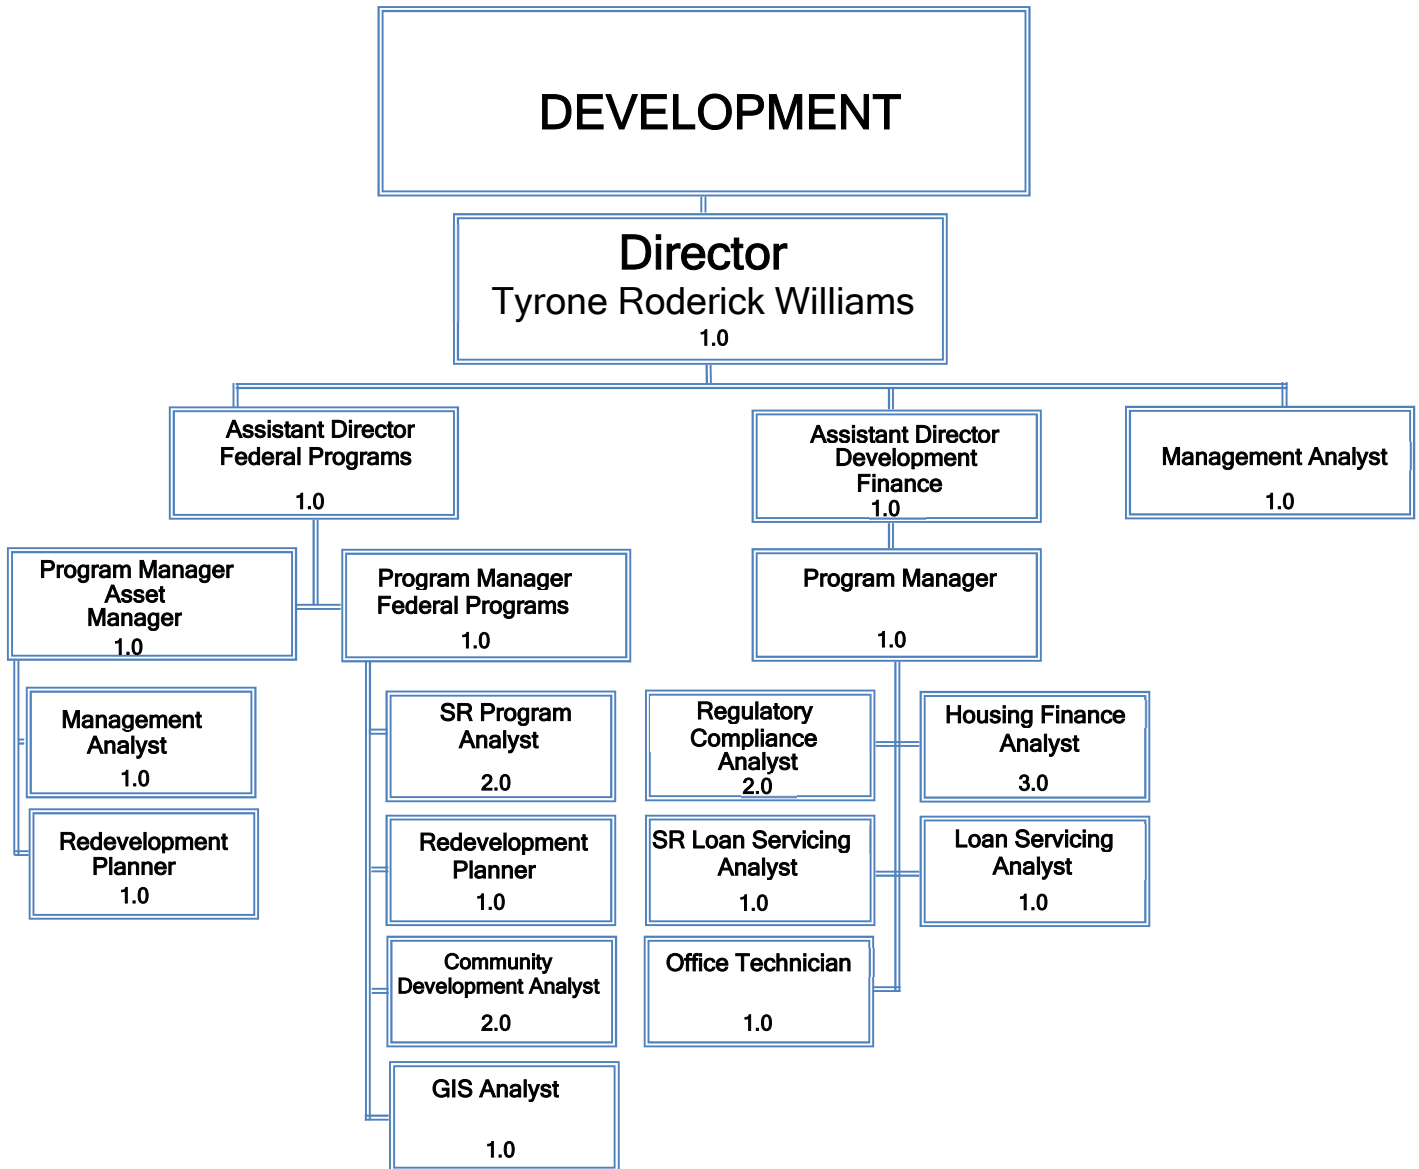 DEVELOPMENT
Director
Tyrone Roderick Williams
1.0
Assistant Director
Federal Programs
1.0
Assistant Director
Development
Finance
1.0
Management Analyst
1.0
Program Manager
Asset
Manager
1.0
Program Manager
Federal Programs
1.0
Program Manager
1.0
Management
Analyst
1.0
Redevelopment
Planner
1.0
SR Program
Analyst
2.0
Redevelopment
Planner
1.0
Community
Development Analyst
2.0
GIS Analyst
1.0
Regulatory
Compliance
Analyst
2.0
Housing Finance
Analyst
3.0
SR Loan Servicing
Analyst
1.0
Loan Servicing
Analyst
1.0
Office Technician
1.0